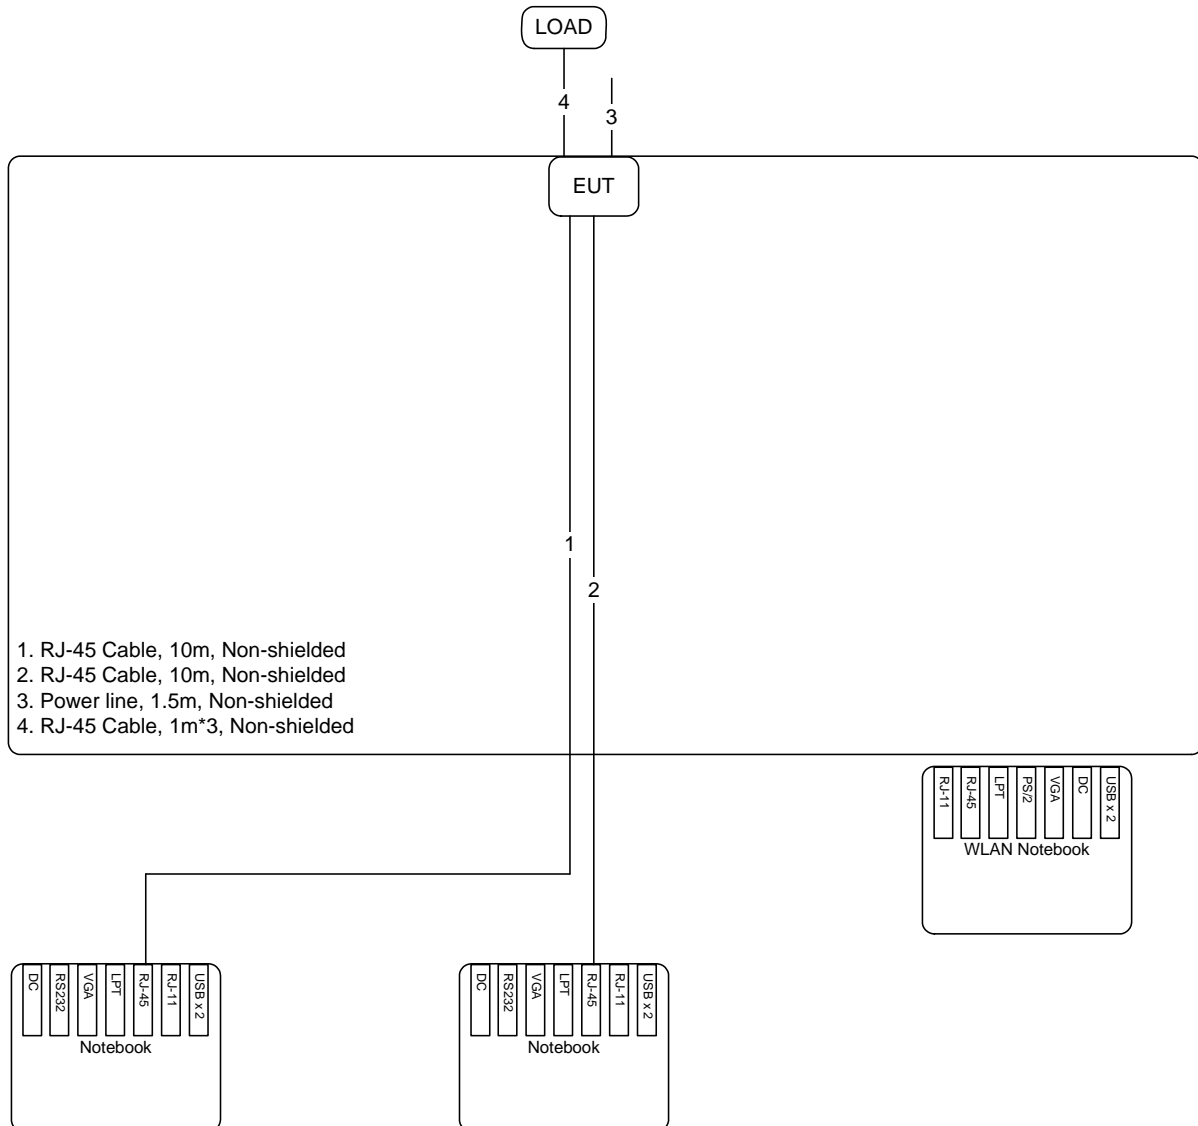 LOAD
4
3
EUT
1
2
1. RJ-45 Cable, 10m, Non-shielded
2. RJ-45 Cable, 10m, Non-shielded
3. Power line, 1.5m, Non-shielded
4. RJ-45 Cable, 1m*3, Non-shielded
RJ-11
RJ-45
LPT
PS/2
VGA
DC
USB x 2
WLAN Notebook
DC
RS232
VGA
LPT
RJ-45
RJ-11
USB x 2
Notebook
DC
RS232
VGA
LPT
RJ-45
RJ-11
USB x 2
Notebook